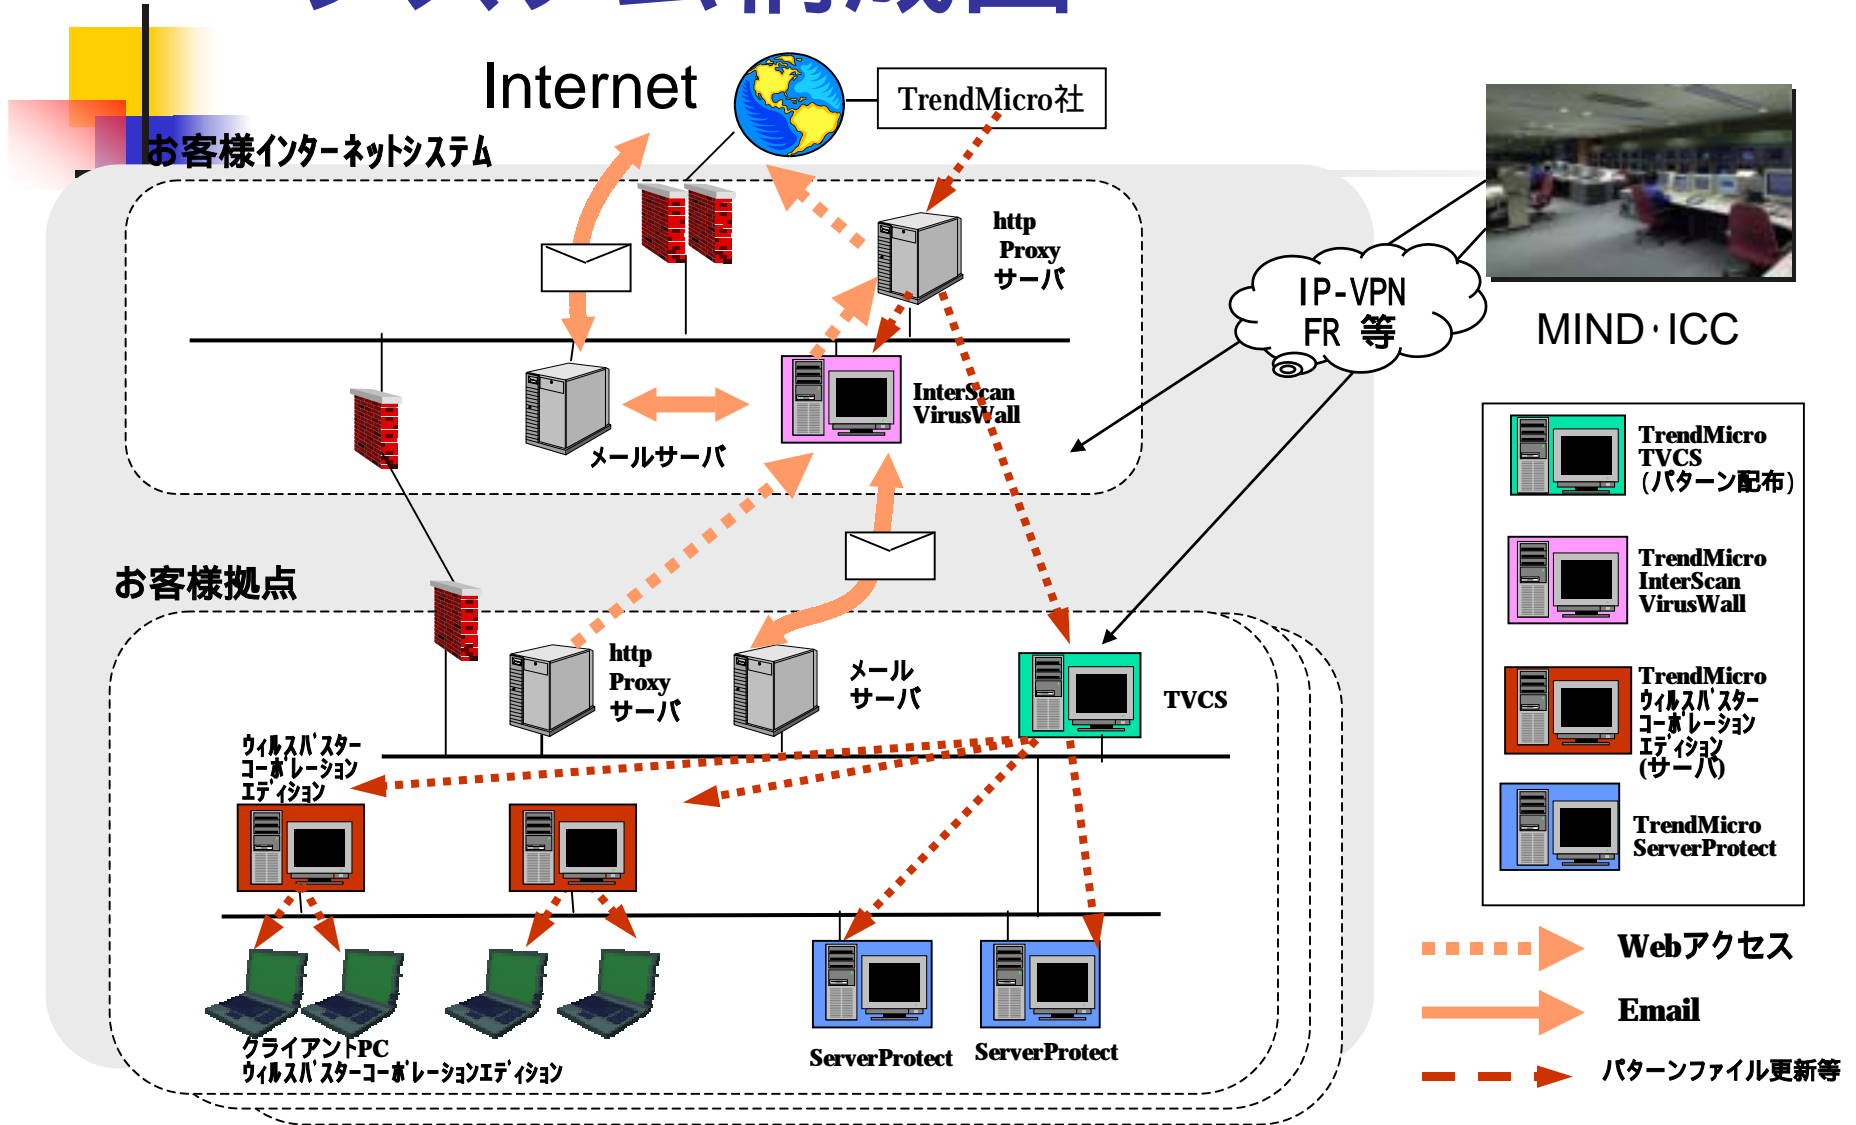 システム構成図
Internet
TrendMicro社
お客様インターネットシステム
http
Proxy
サーバ
IP-VPN
FR 等
MIND・ICC
InterScan
VirusWall
メールサーバ
TrendMicro
TVCS
(パターン配布)
TrendMicro
InterScan
VirusWall
お客様拠点
http
Proxy
サーバ
メール
サーバ
TVCS
TrendMicro
ウィルスバスター
コーポレーション
エディション
(サーバ)
ウィルスバスター
コーポレーション
エディション
TrendMicro
ServerProtect
Webアクセス
Email
パターンファイル更新等
クライアントPC
ウィルスバスターコーポレーションエディション
ServerProtect
ServerProtect